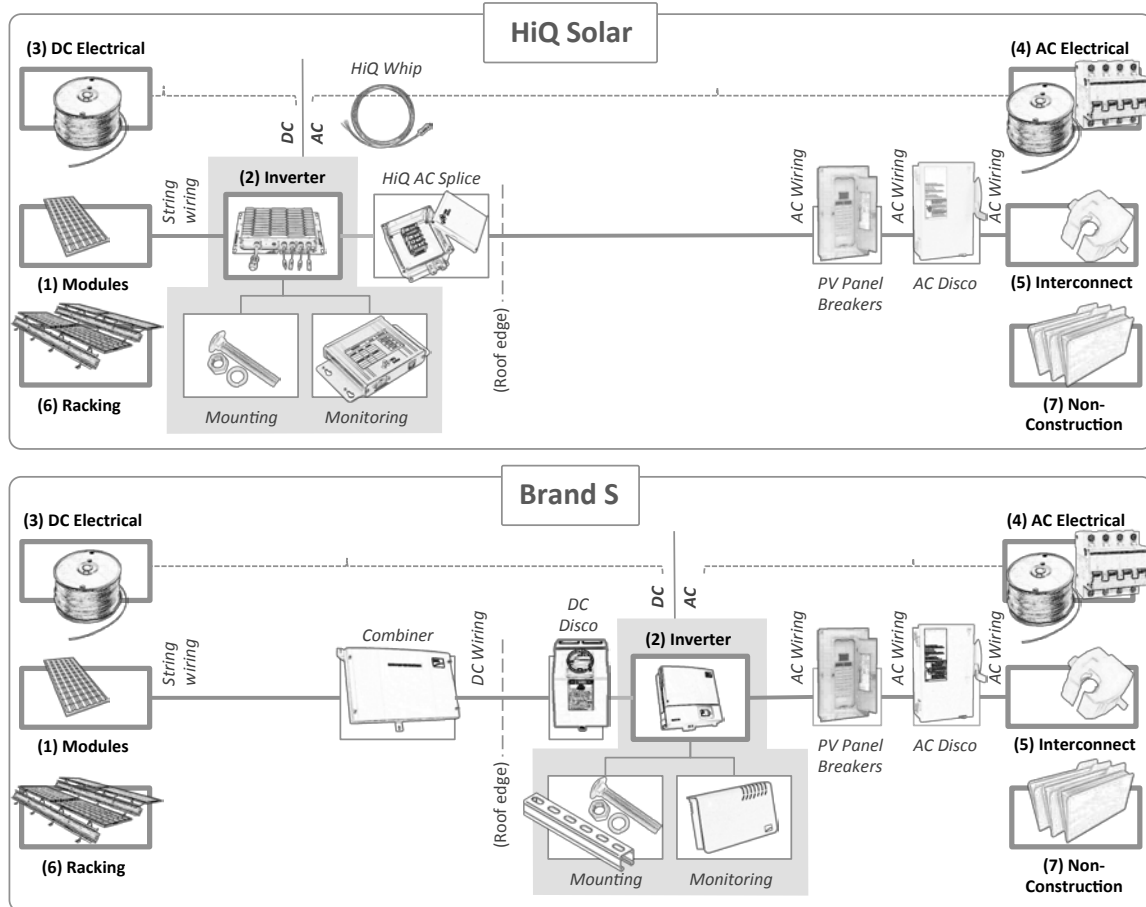 HiQ Solar
(3) DC Electrical
(4) AC Electrical
HiQ Whip
DC
AC
String
wiring
(2) Inverter
HiQ AC Splice
AC Wiring
AC Wiring
AC Wiring
(1) Modules
(Roof edge)
PV Panel
Breakers
AC Disco
(5) Interconnect
(6) Racking
Mounting
Monitoring
(7) Non-
Construction
Brand S
(3) DC Electrical
(4) AC Electrical
DC
AC
String
wiring
Combiner
DC Wiring
DC
Disco
(2) Inverter
AC Wiring
AC Wiring
AC Wiring
(1) Modules
(Roof edge)
PV Panel
Breakers
AC Disco
(5) Interconnect
(6) Racking
Mounting
Monitoring
(7) Non-
Construction